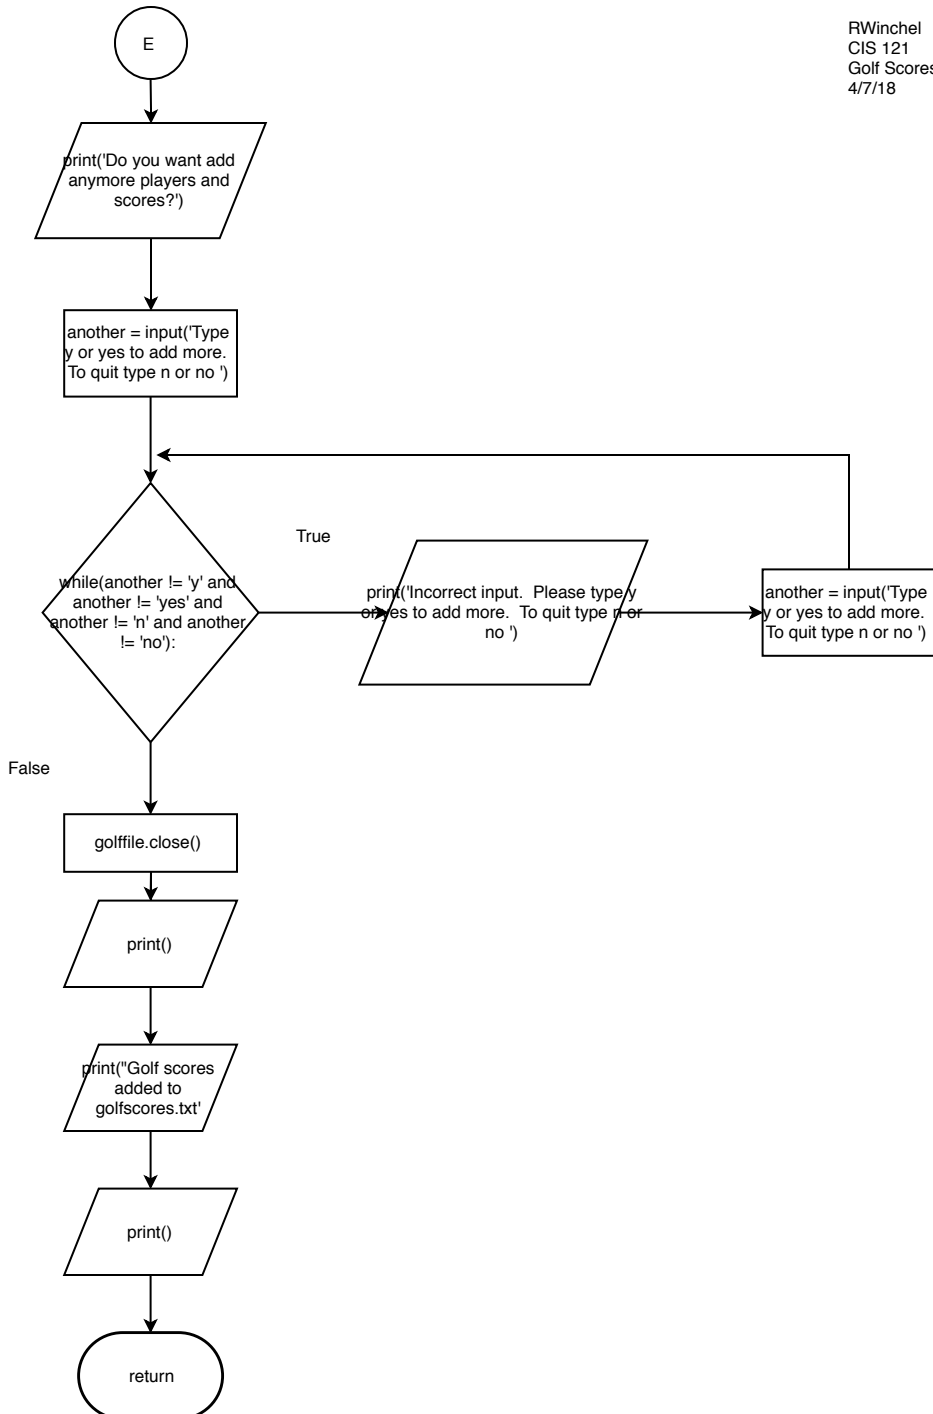 E
RWinchel
CIS 121
Golf Scores
4/7/18
print('Do you want add
anymore players and
scores?')
another = input('Type
y or yes to add more.
To quit type n or no ')
True
while(another != 'y' and
another != 'yes' and
another != 'n' and another
!= 'no'):
print('Incorrect input.  Please type y
or yes to add more.  To quit type n or
no ')
another = input('Type
y or yes to add more.
To quit type n or no ')
False
golffile.close()
print()
print("Golf scores
added to
golfscores.txt'
print()
return